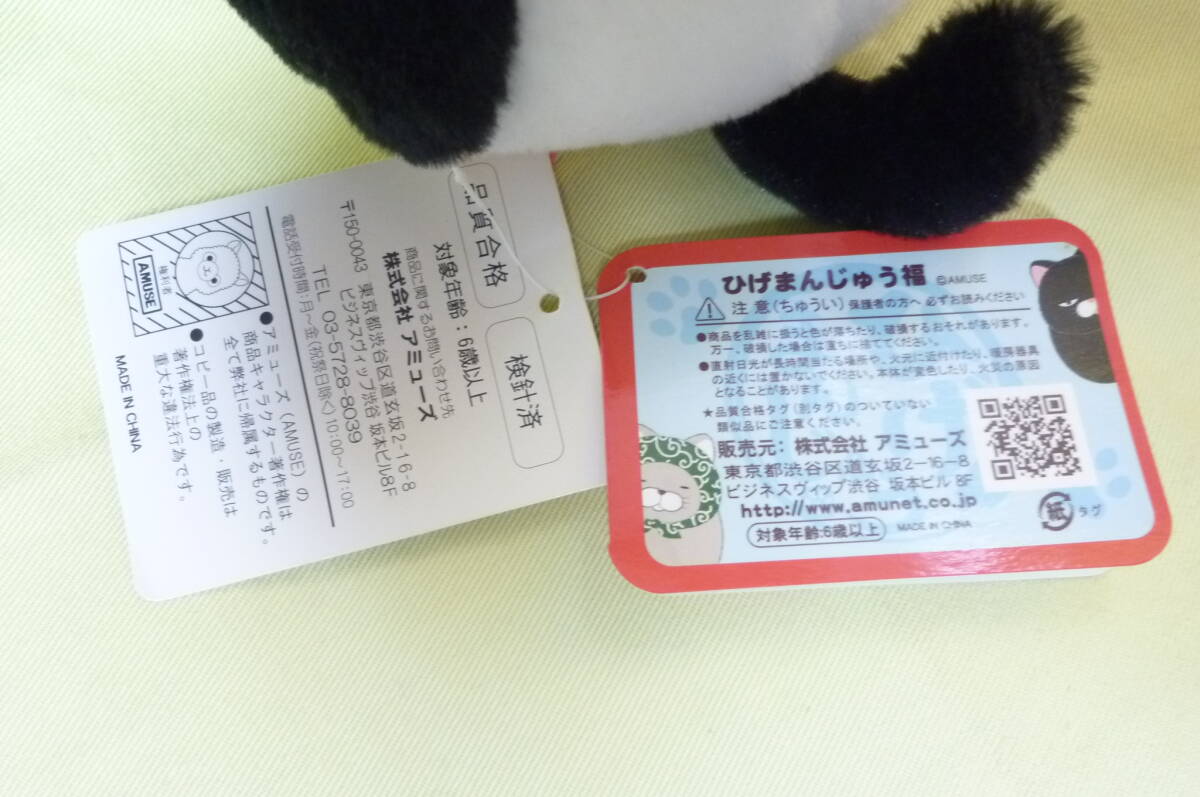 品質合格
検針済
対象年齢：6歳以上
商品に関するお問い合わせ先
株式会社 アミューズ
〒150-0043 東京都渋谷区道玄坂2-16-8
ビジネスヴィップ渋谷 坂本ビル8F
TEL 03-5728-8039
電話受付時間：月～金(祝祭日除く) 10:00～17:00
権利者
AMUSE
●アミューズ（AMUSE）の
商品キャラクター著作権は
全て弊社に帰属するものです。
●コピー品の製造・販売は
著作権法上の
重大な違法行為です。
MADE IN CHINA
ひげまんじゅう福 ©AMUSE
注意(ちゅうい) 保護者の方へ 必ずお読みください
●商品を乱雑に扱うと色が落ちたり、破損するおそれがあります。
万一、破損した場合は直ちに捨ててください。
●直射日光が長時間当たる場所や、火元に近付けたり、暖房器具
の近くには置かないでください。本体が変色したり、火災の原因
となることがあります。
★品質合格タグ(別タグ)のついていない
類似品にご注意ください。
販売元：株式会社 アミューズ
東京都渋谷区道玄坂2-16-8
ビジネスヴィップ渋谷 坂本ビル 8F
http://www.amunet.co.jp
対象年齢:6歳以上
MADE IN CHINA
紙 タグ